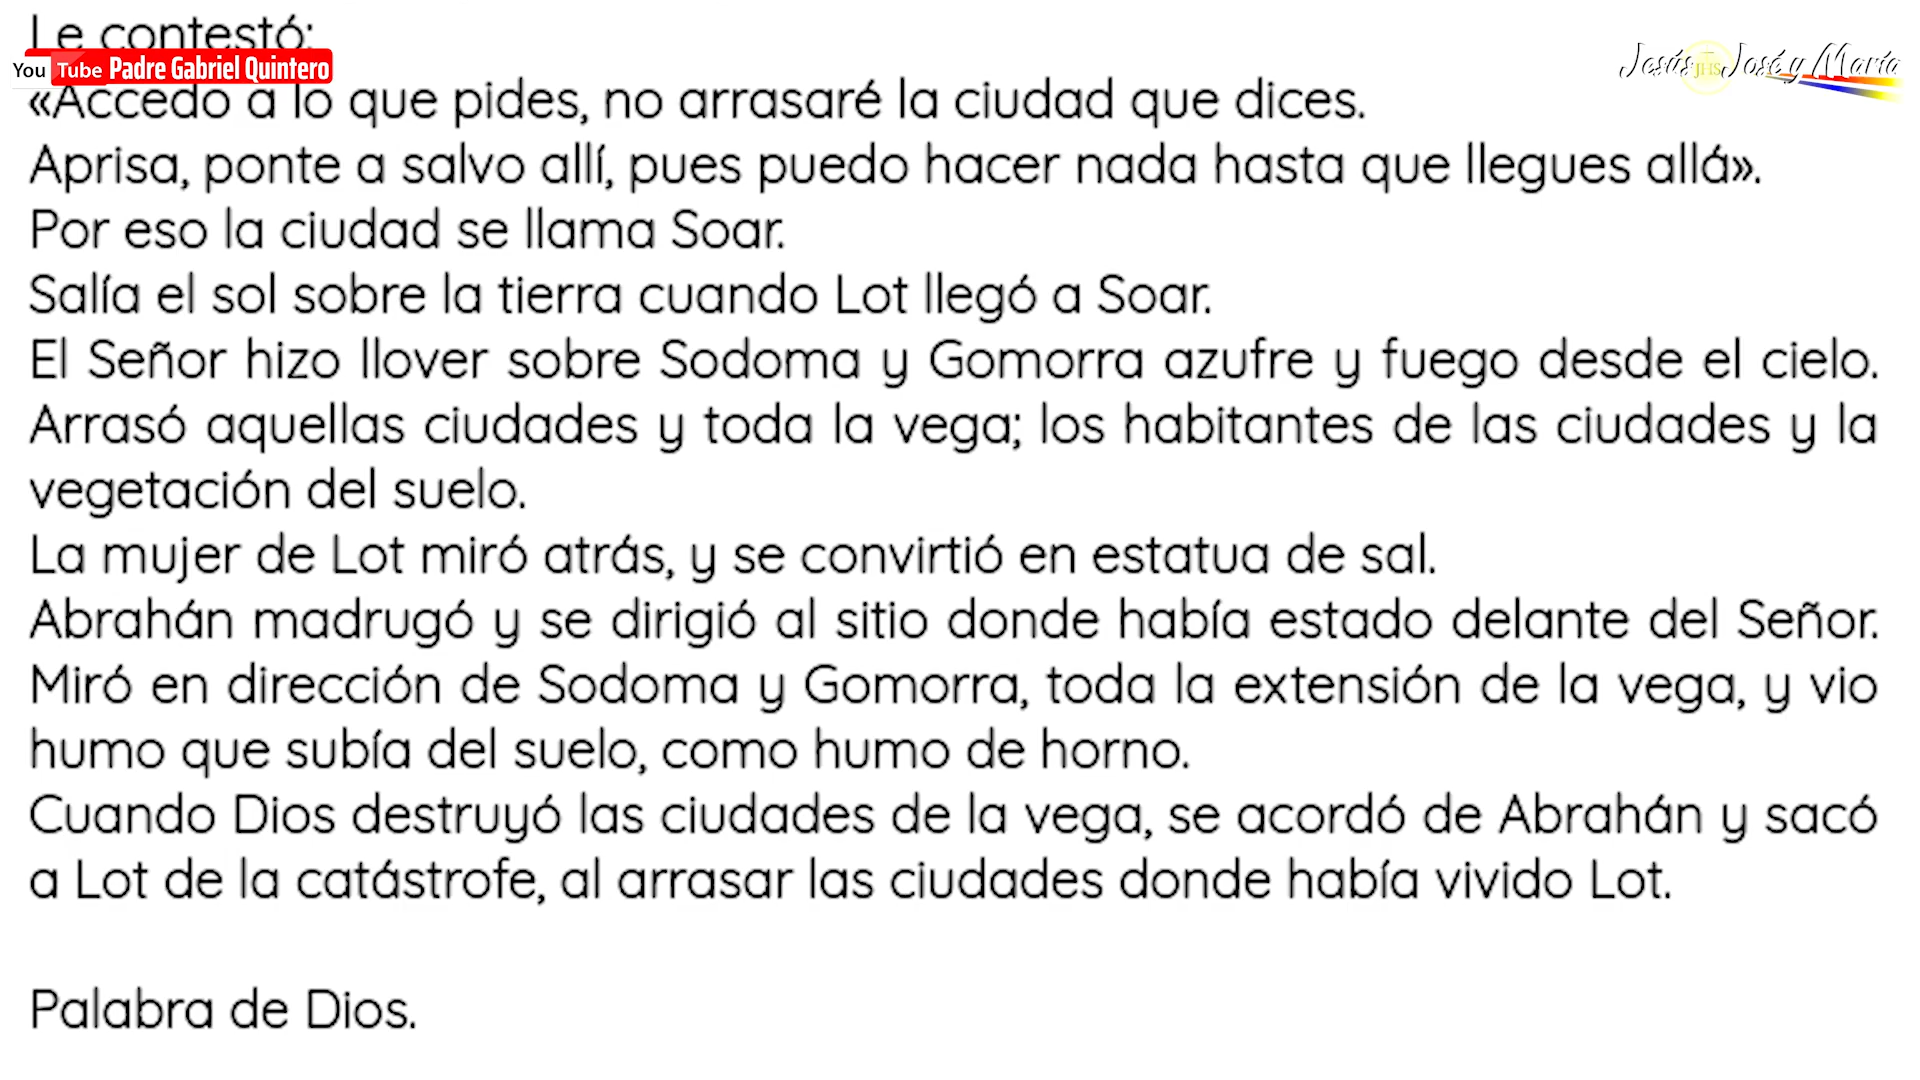 Le contestó:
You Tube Padre Gabriel Quintero
Jesús JHS José y María
«Accedo a lo que pides, no arrasaré la ciudad que dices.
Aprisa, ponte a salvo allí, pues puedo hacer nada hasta que llegues allá».
Por eso la ciudad se llama Soar.
Salía el sol sobre la tierra cuando Lot llegó a Soar.
El Señor hizo llover sobre Sodoma y Gomorra azufre y fuego desde el cielo.
Arrasó aquellas ciudades y toda la vega; los habitantes de las ciudades y la
vegetación del suelo.
La mujer de Lot miró atrás, y se convirtió en estatua de sal.
Abrahán madrugó y se dirigió al sitio donde había estado delante del Señor.
Miró en dirección de Sodoma y Gomorra, toda la extensión de la vega, y vio
humo que subía del suelo, como humo de horno.
Cuando Dios destruyó las ciudades de la vega, se acordó de Abrahán y sacó
a Lot de la catástrofe, al arrasar las ciudades donde había vivido Lot.
Palabra de Dios.